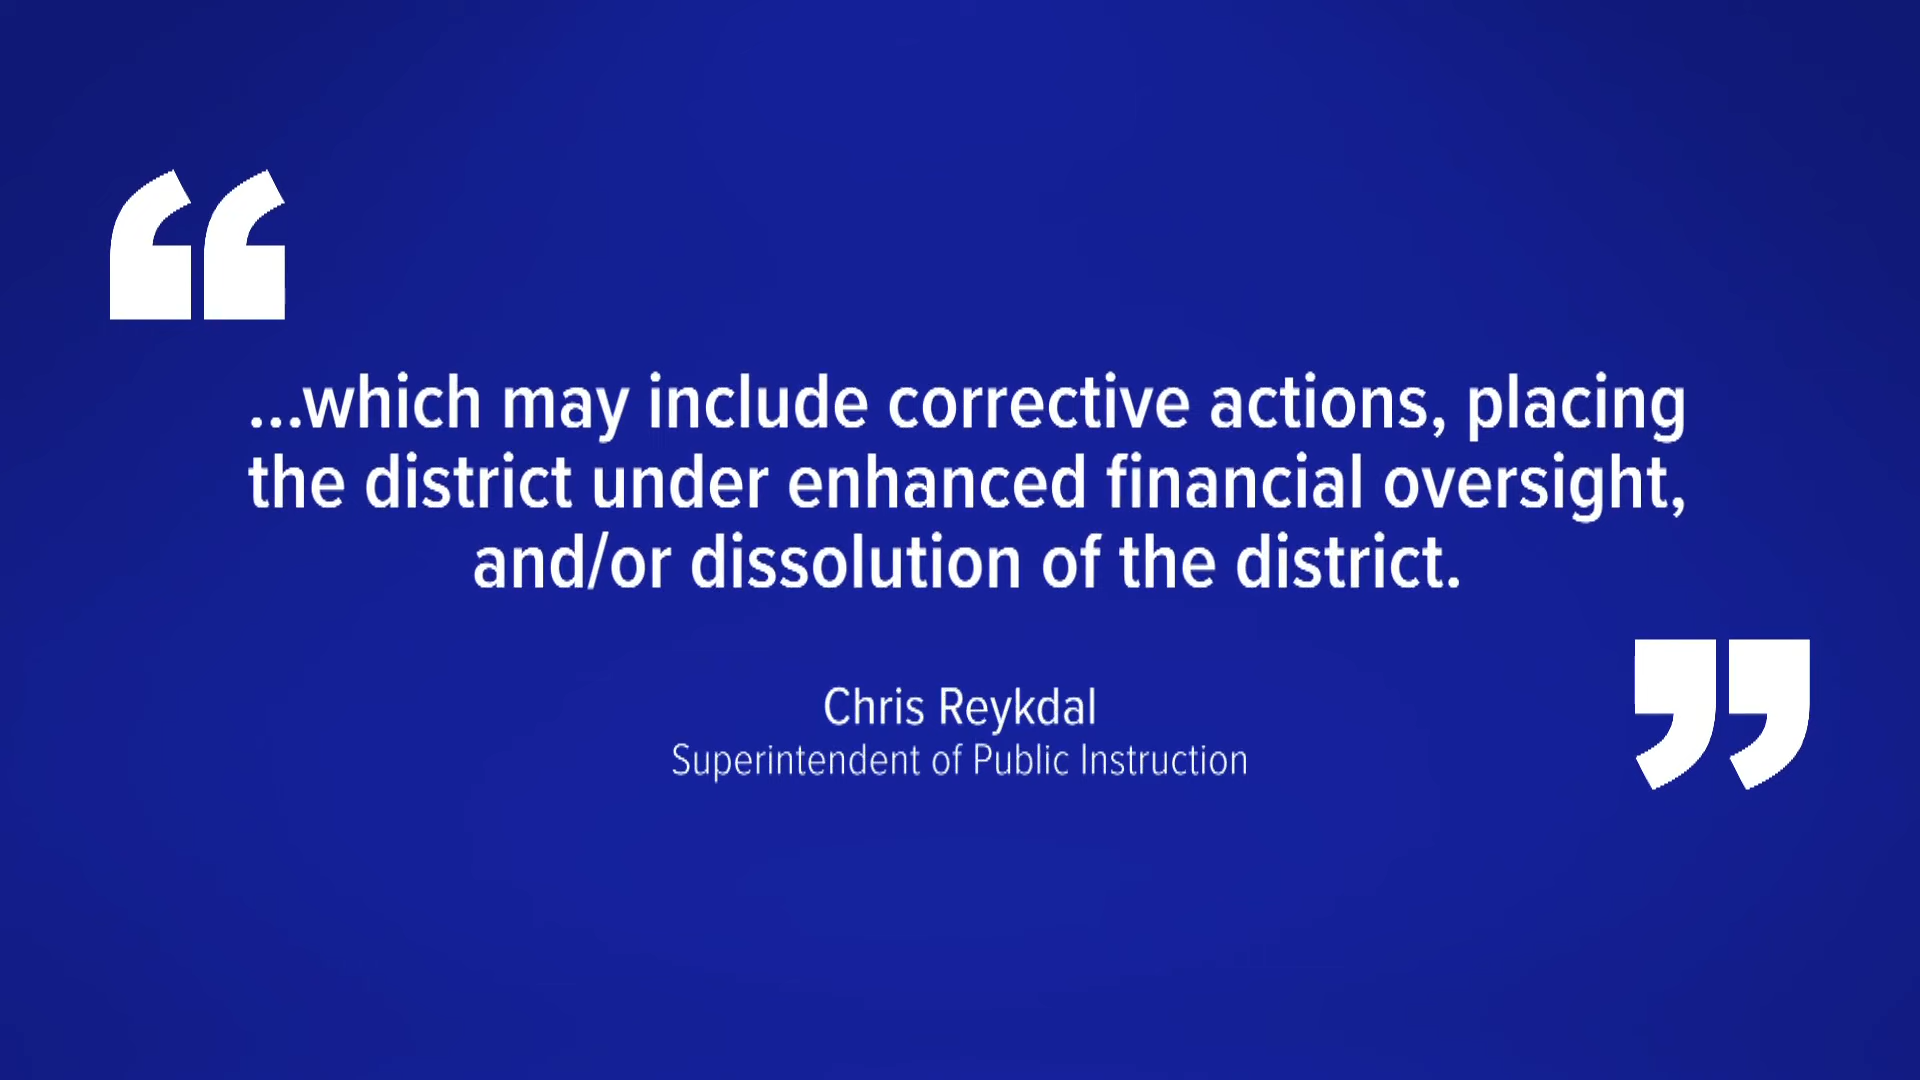 “
...which may include corrective actions, placing
the district under enhanced financial oversight,
and/or dissolution of the district.
”
Chris Reykdal
Superintendent of Public Instruction